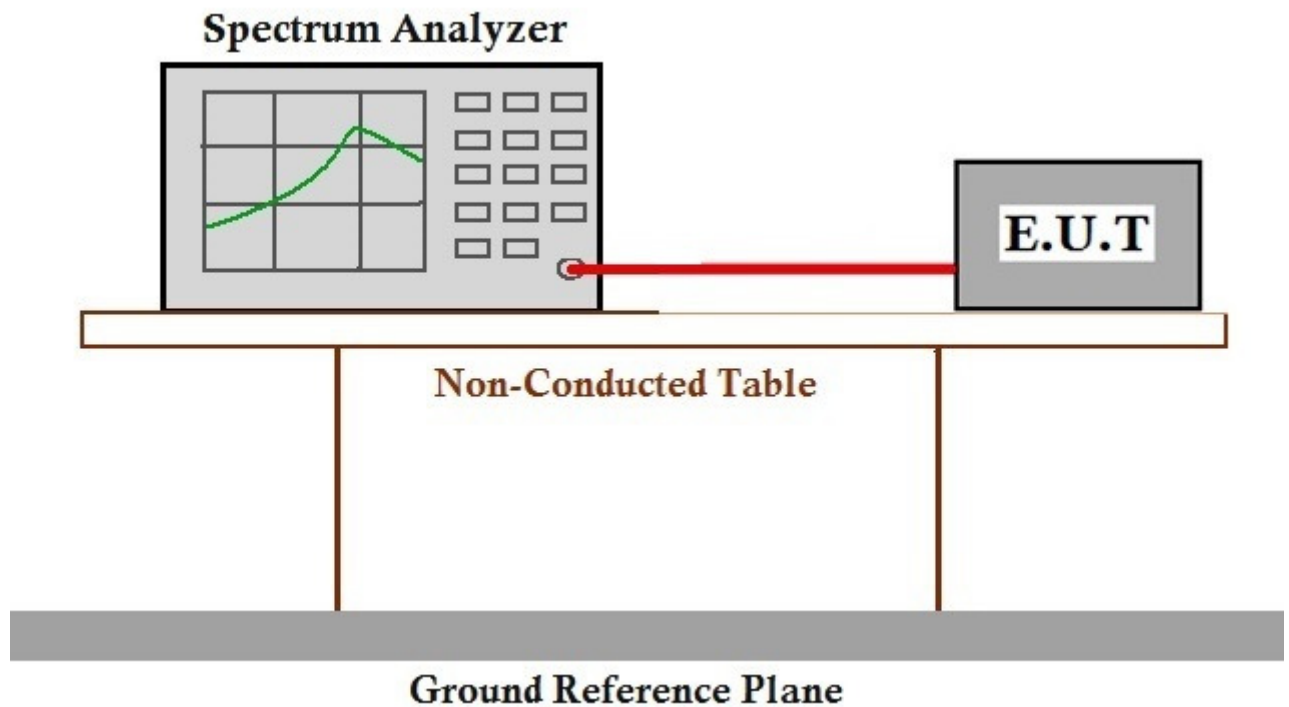 Spectrum Analyzer
E.U.T
Non-Conducted Table
Ground Reference Plane